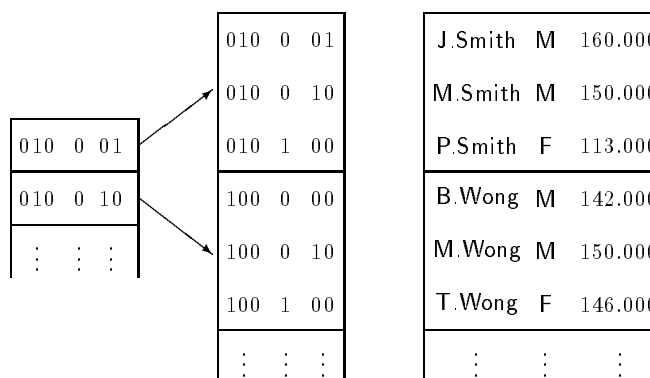 010 0 01 J.Smith M 160.000
010 0 10 M.Smith M 150.000
010 0 01 010 1 00 P.Smith F 113.000
010 0 10 100 0 00 B.Wong M 142.000
100 0 10 M.Wong M 150.000
100 1 00 T.Wong F 146.000